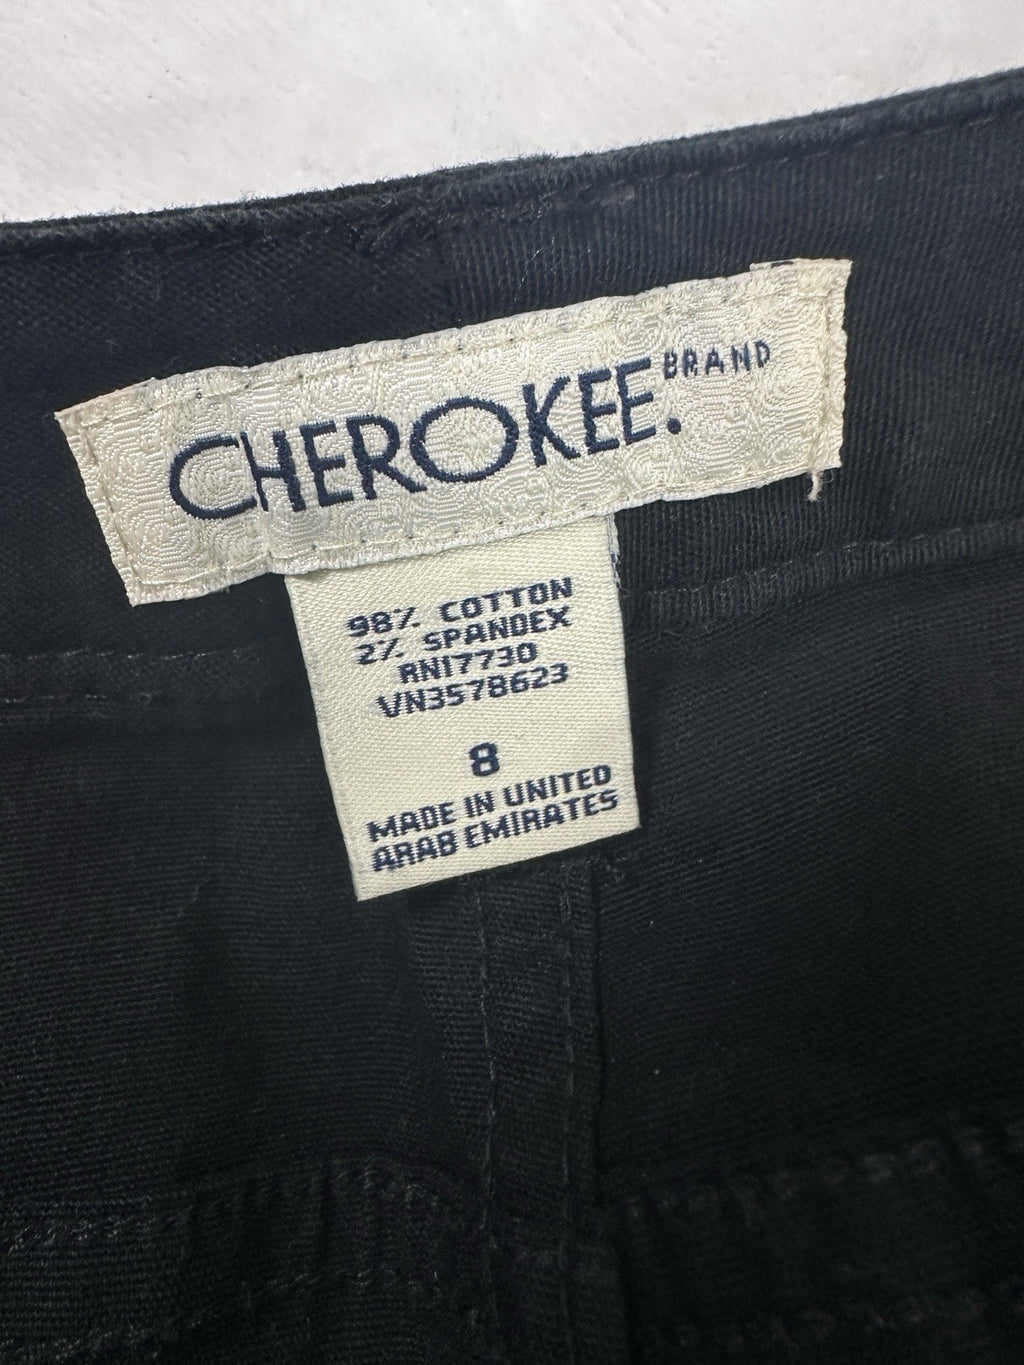 CHEROKEE. BRAND
98% COTTON
2% SPANDEX
RN17730
VN3578623
8
MADE IN UNITED
ARAB EMIRATES